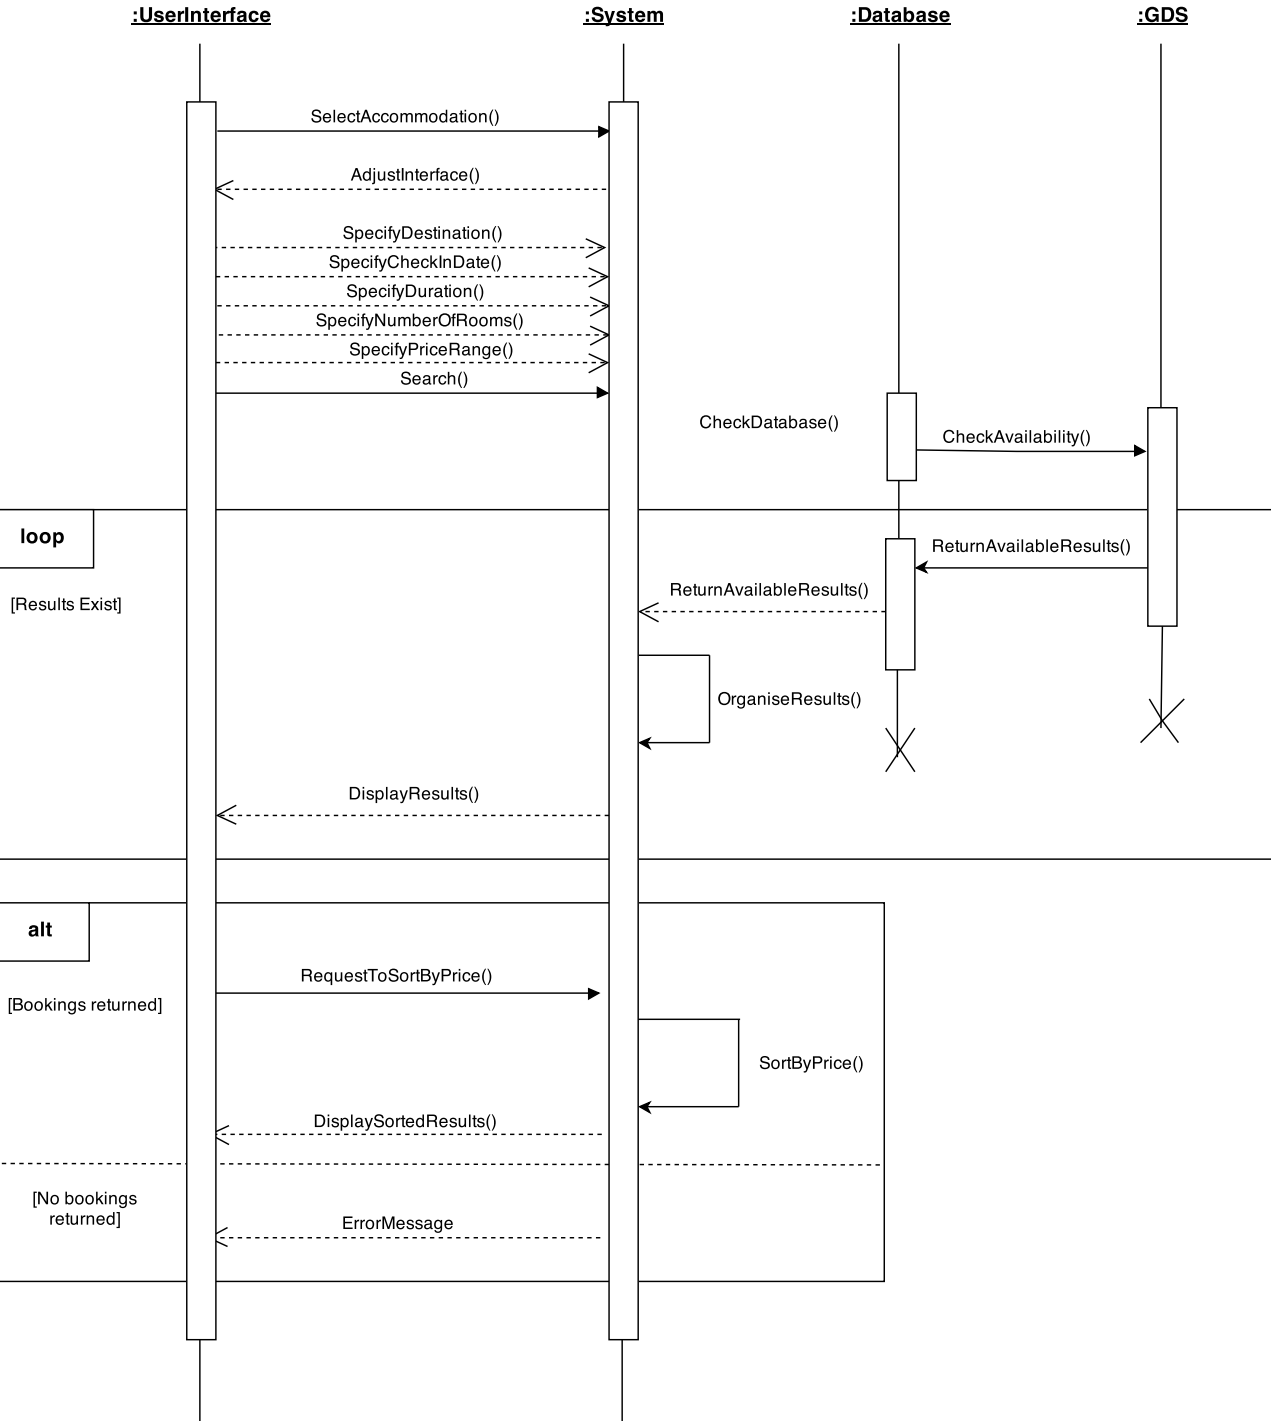 :UserInterface
:System
:Database
:GDS
SelectAccommodation()
AdjustInterface()
SpecifyDestination()
SpecifyCheckInDate()
SpecifyDuration()
SpecifyNumberOfRooms()
SpecifyPriceRange()
Search()
CheckDatabase()
CheckAvailability()
loop
ReturnAvailableResults()
ReturnAvailableResults()
[Results Exist]
OrganiseResults()
DisplayResults()
alt
RequestToSortByPrice()
[Bookings returned]
SortByPrice()
DisplaySortedResults()
[No bookings
returned]
ErrorMessage